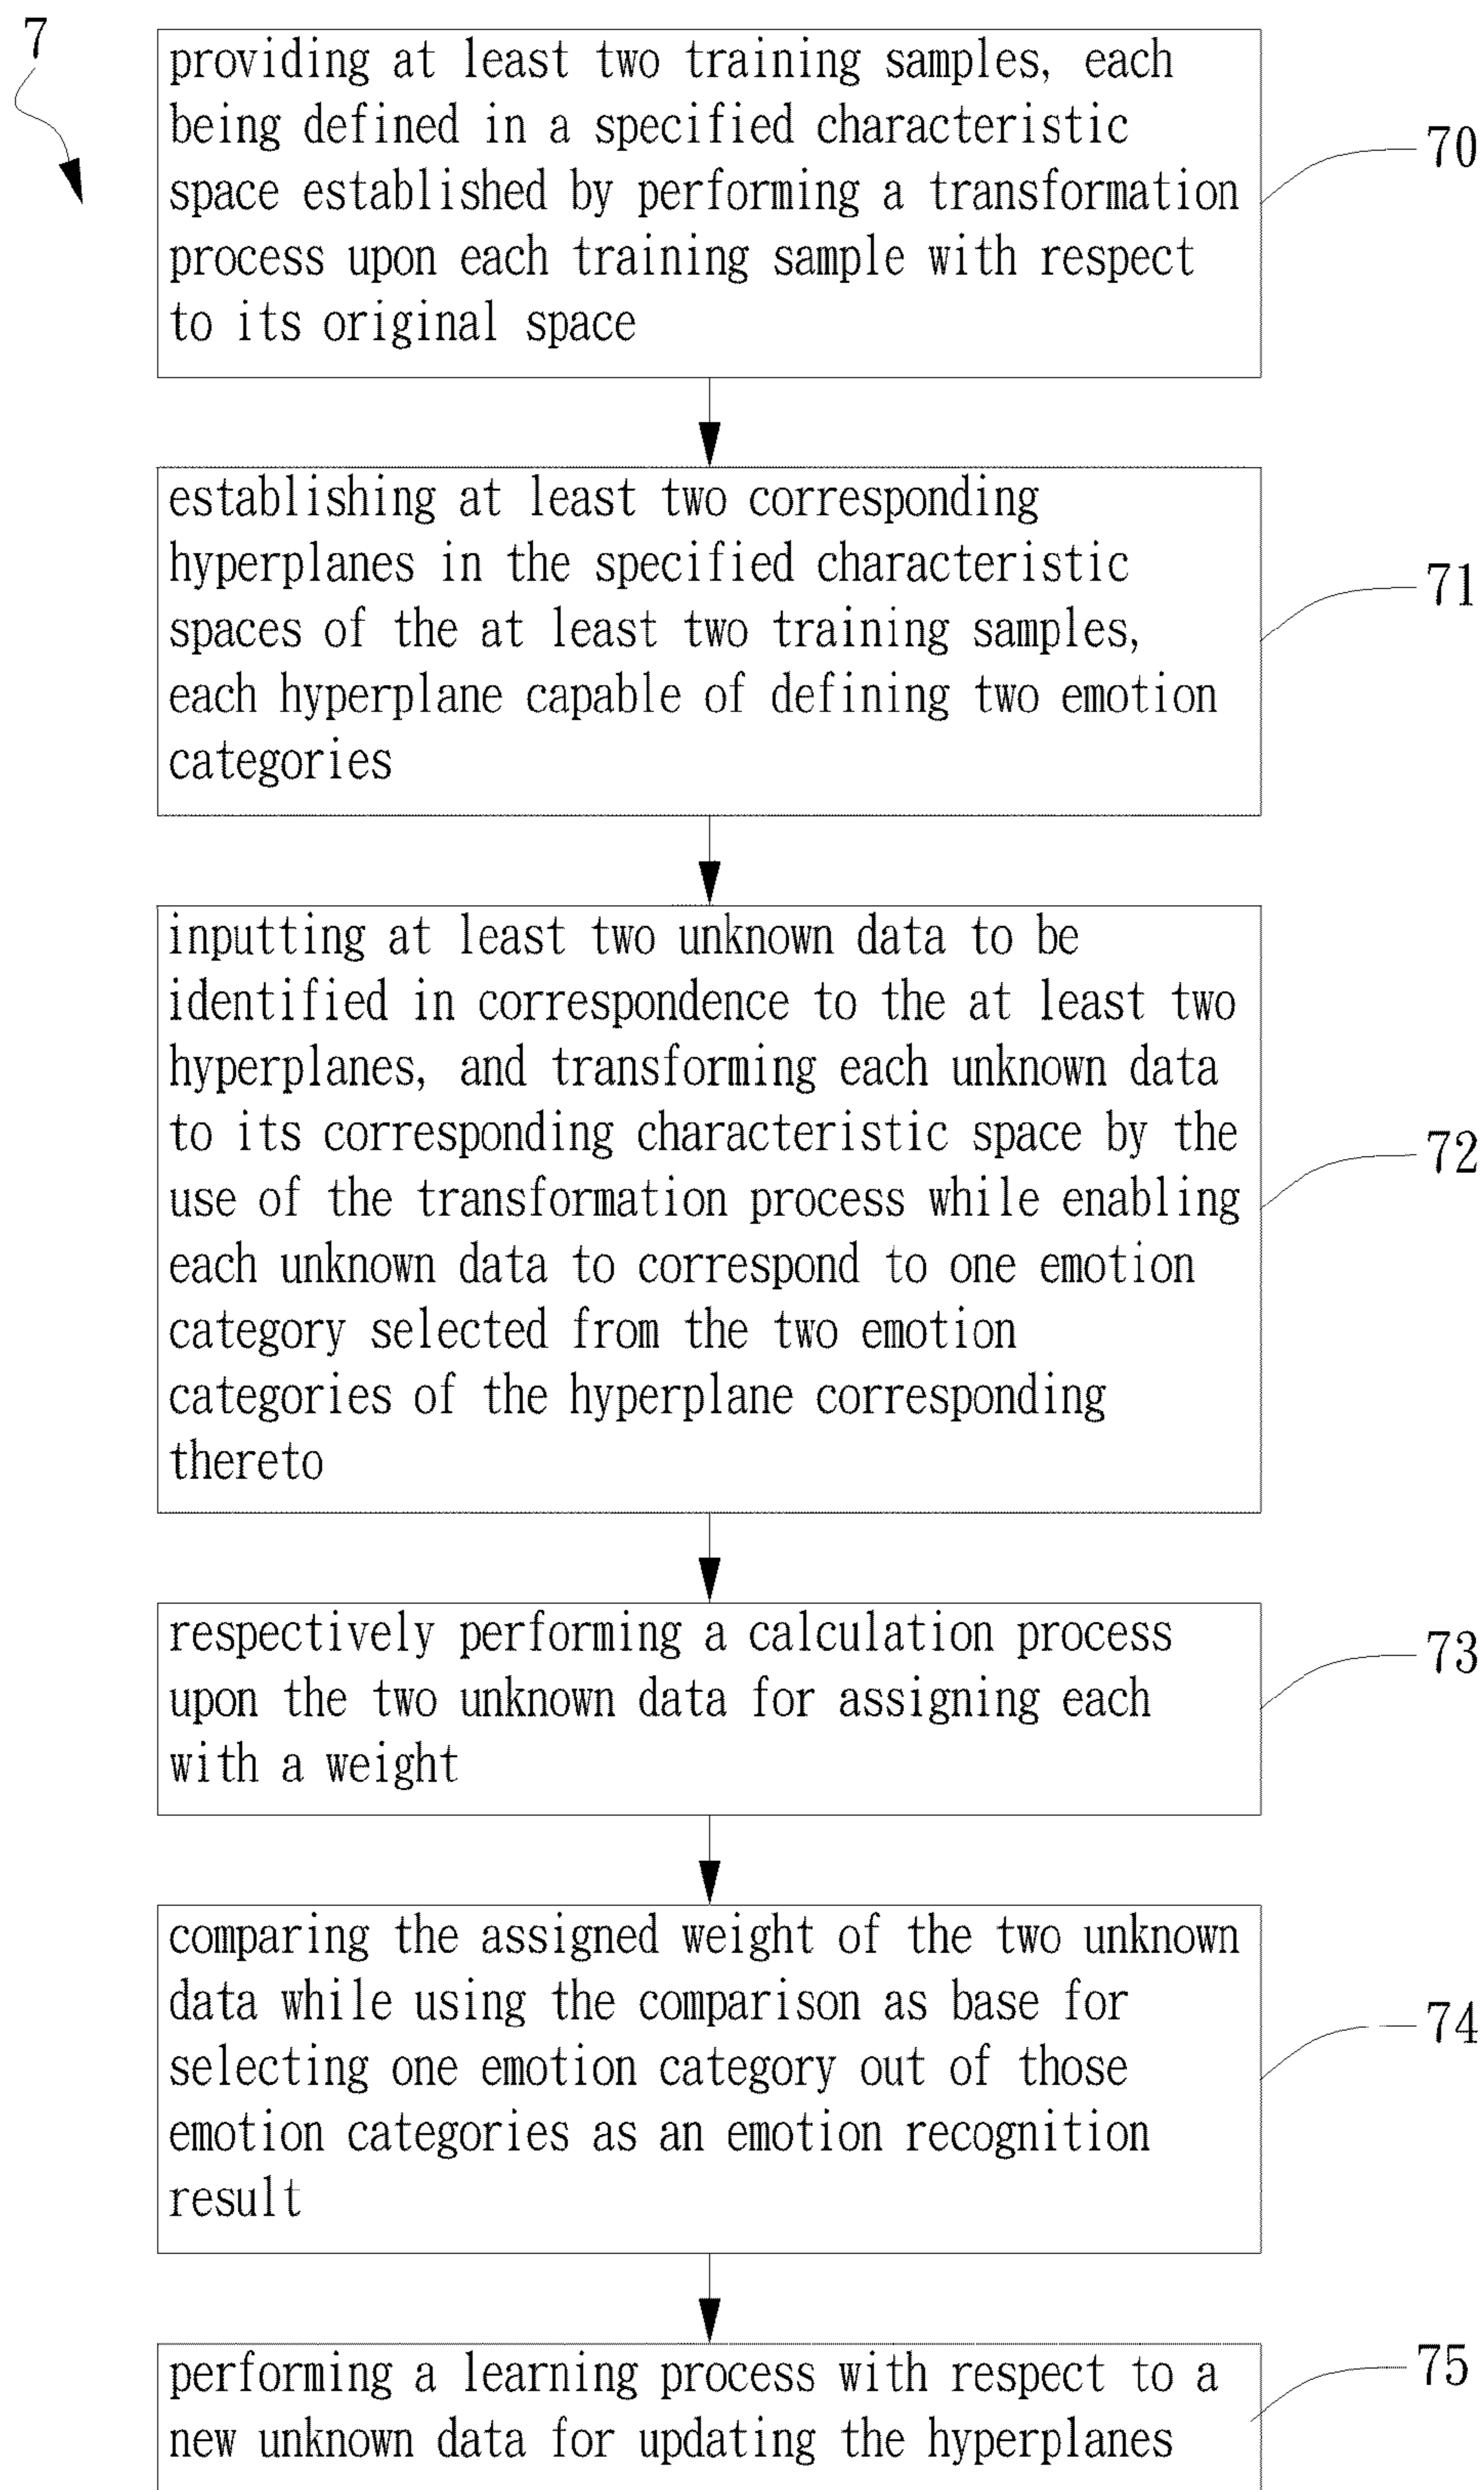 7
providing at least two training samples, each
being defined in a specified characteristic
space established by performing a transformation
process upon each training sample with respect
to its original space
70
establishing at least two corresponding
hyperplanes in the specified characteristic
spaces of the at least two training samples,
each hyperplane capable of defining two emotion
categories
71
inputting at least two unknown data to be
identified in correspondence to the at least two
hyperplanes, and transforming each unknown data
to its corresponding characteristic space by the
use of the transformation process while enabling
each unknown data to correspond to one emotion
category selected from the two emotion
categories of the hyperplane corresponding
thereto
72
respectively performing a calculation process
upon the two unknown data for assigning each
with a weight
73
comparing the assigned weight of the two unknown
data while using the comparison as base for
selecting one emotion category out of those
emotion categories as an emotion recognition
result
74
performing a learning process with respect to a
new unknown data for updating the hyperplanes
75